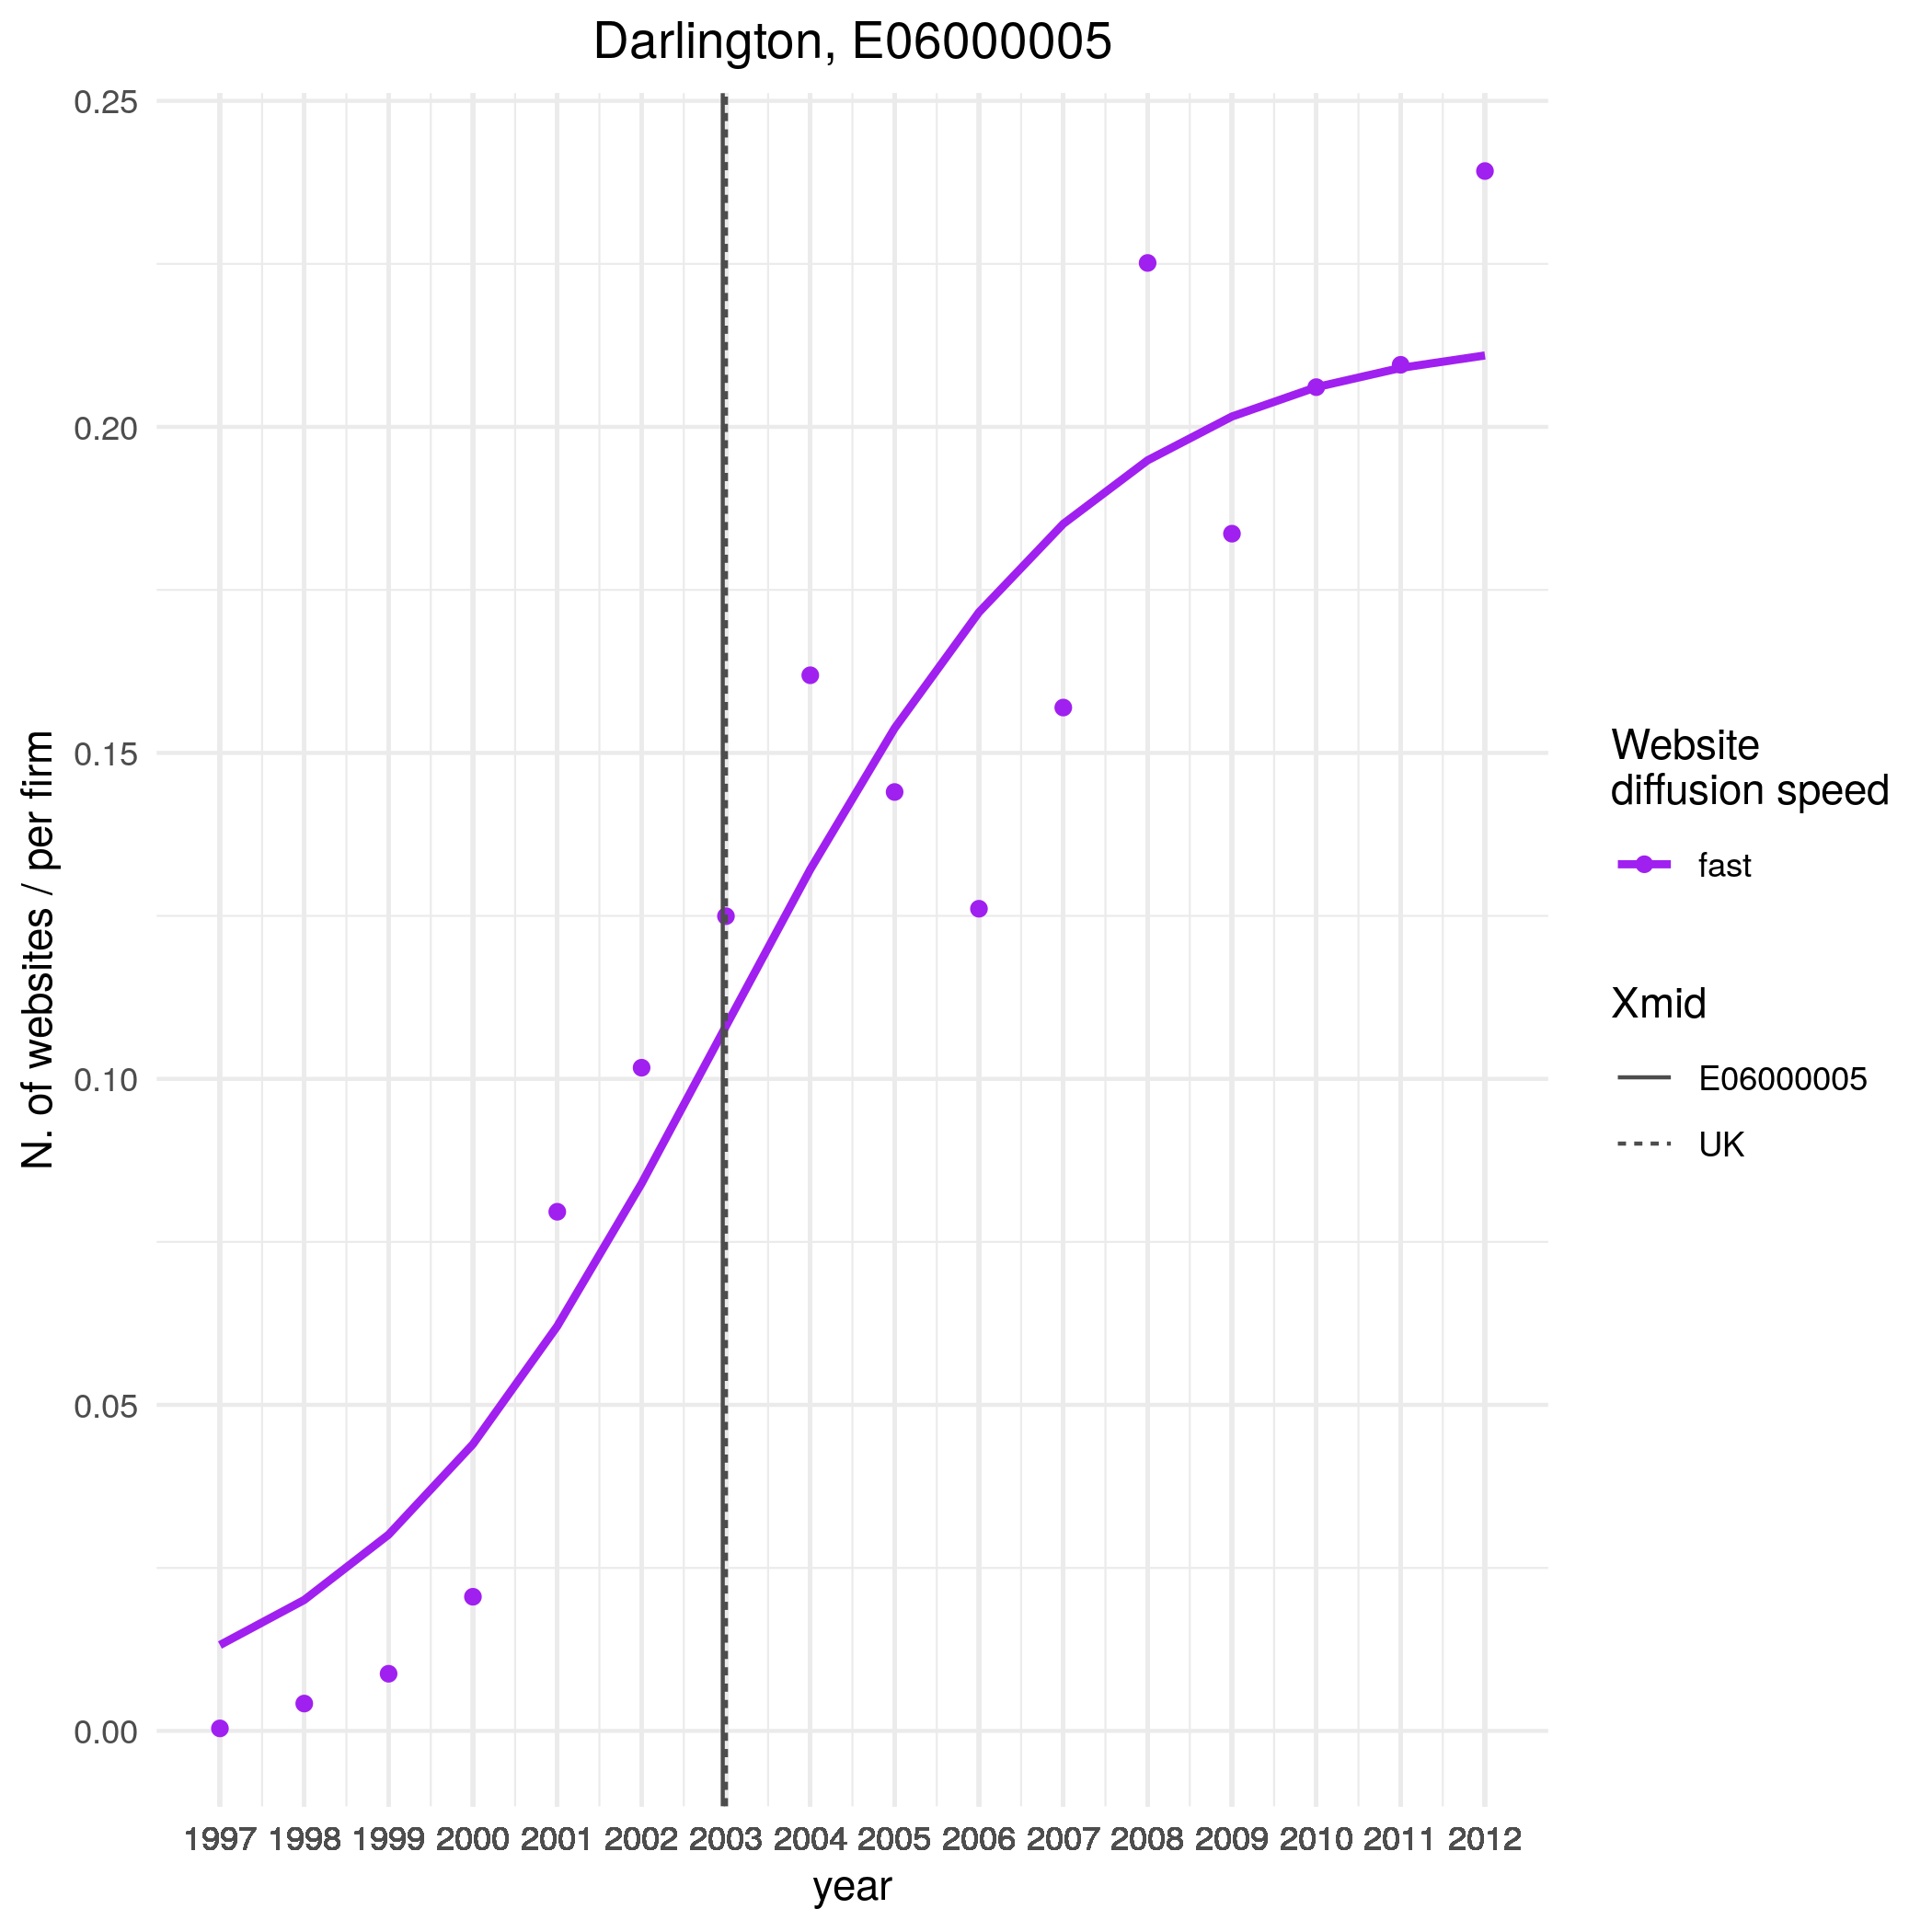 Darlington, E06000005
0.25
0.20
0.15
0.10
0.05
0.00
N. of websites / per firm
1997 1998 1999 2000 2001 2002 2003 2004 2005 2006 2007 2008 2009 2010 2011 2012
year
Website
diffusion speed
fast
Xmid
E06000005
UK